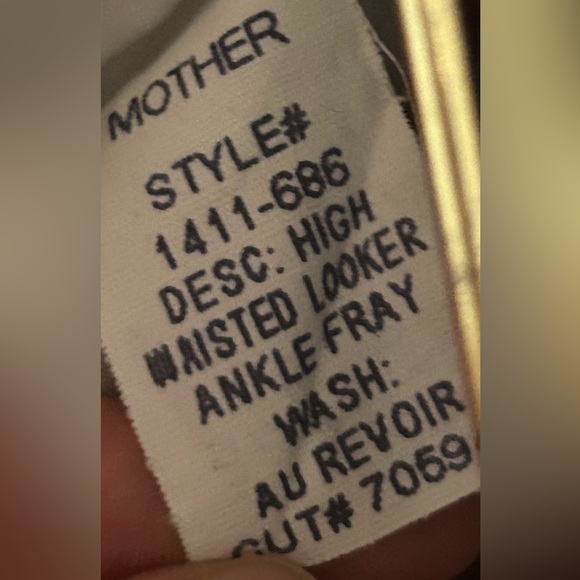 MOTHER
STYLE#
1411-686
DESC: HIGH
WAISTED LOOKER
ANKLE FRAY
WASH:
AU REVOIR
CUT# 7059